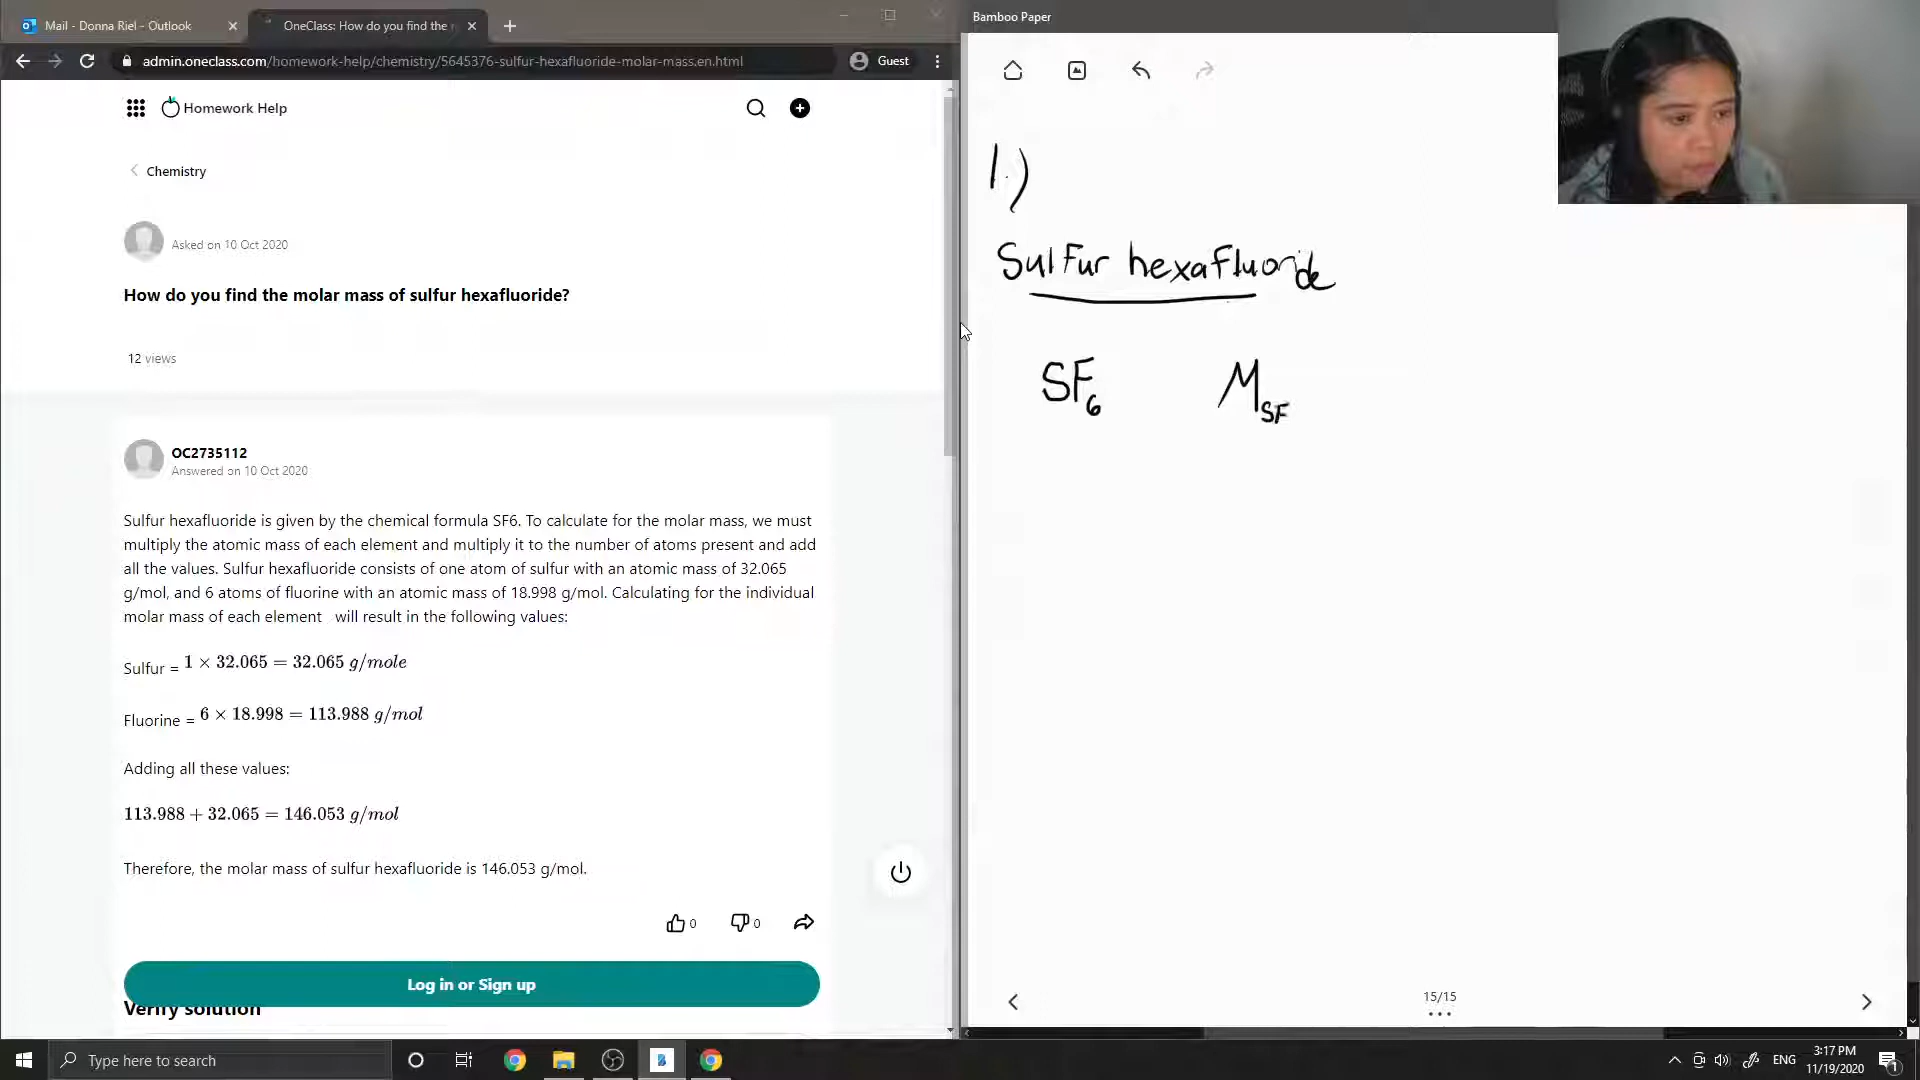 Mail - Donna Riel - Outlook
OneClass: How do you find the
admin.oneclass.com/homework-help/chemistry/5645376-sulfur-hexafluoride-molar-mass.en.html
Guest
Homework Help
Chemistry
Asked on 10 Oct 2020
How do you find the molar mass of sulfur hexafluoride?
12 views
OC2735112
Answered on 10 Oct 2020
Sulfur hexafluoride is given by the chemical formula SF6. To calculate for the molar mass, we must
multiply the atomic mass of each element and multiply it to the number of atoms present and add
all the values. Sulfur hexafluoride consists of one atom of sulfur with an atomic mass of 32.065
g/mol, and 6 atoms of fluorine with an atomic mass of 18.998 g/mol. Calculating for the individual
molar mass of each element will result in the following values:
Sulfur = 1 × 32.065 = 32.065 g/mole
Fluorine = 6 × 18.998 = 113.988 g/mol
Adding all these values:
113.988 + 32.065 = 146.053 g/mol
Therefore, the molar mass of sulfur hexafluoride is 146.053 g/mol.
0 0
Log in or Sign up
Verify solution
Bamboo Paper
1.)
Sulfur hexafluoride
SF6 MSF
15/15
Type here to search
ENG
3:17 PM
11/19/2020
1